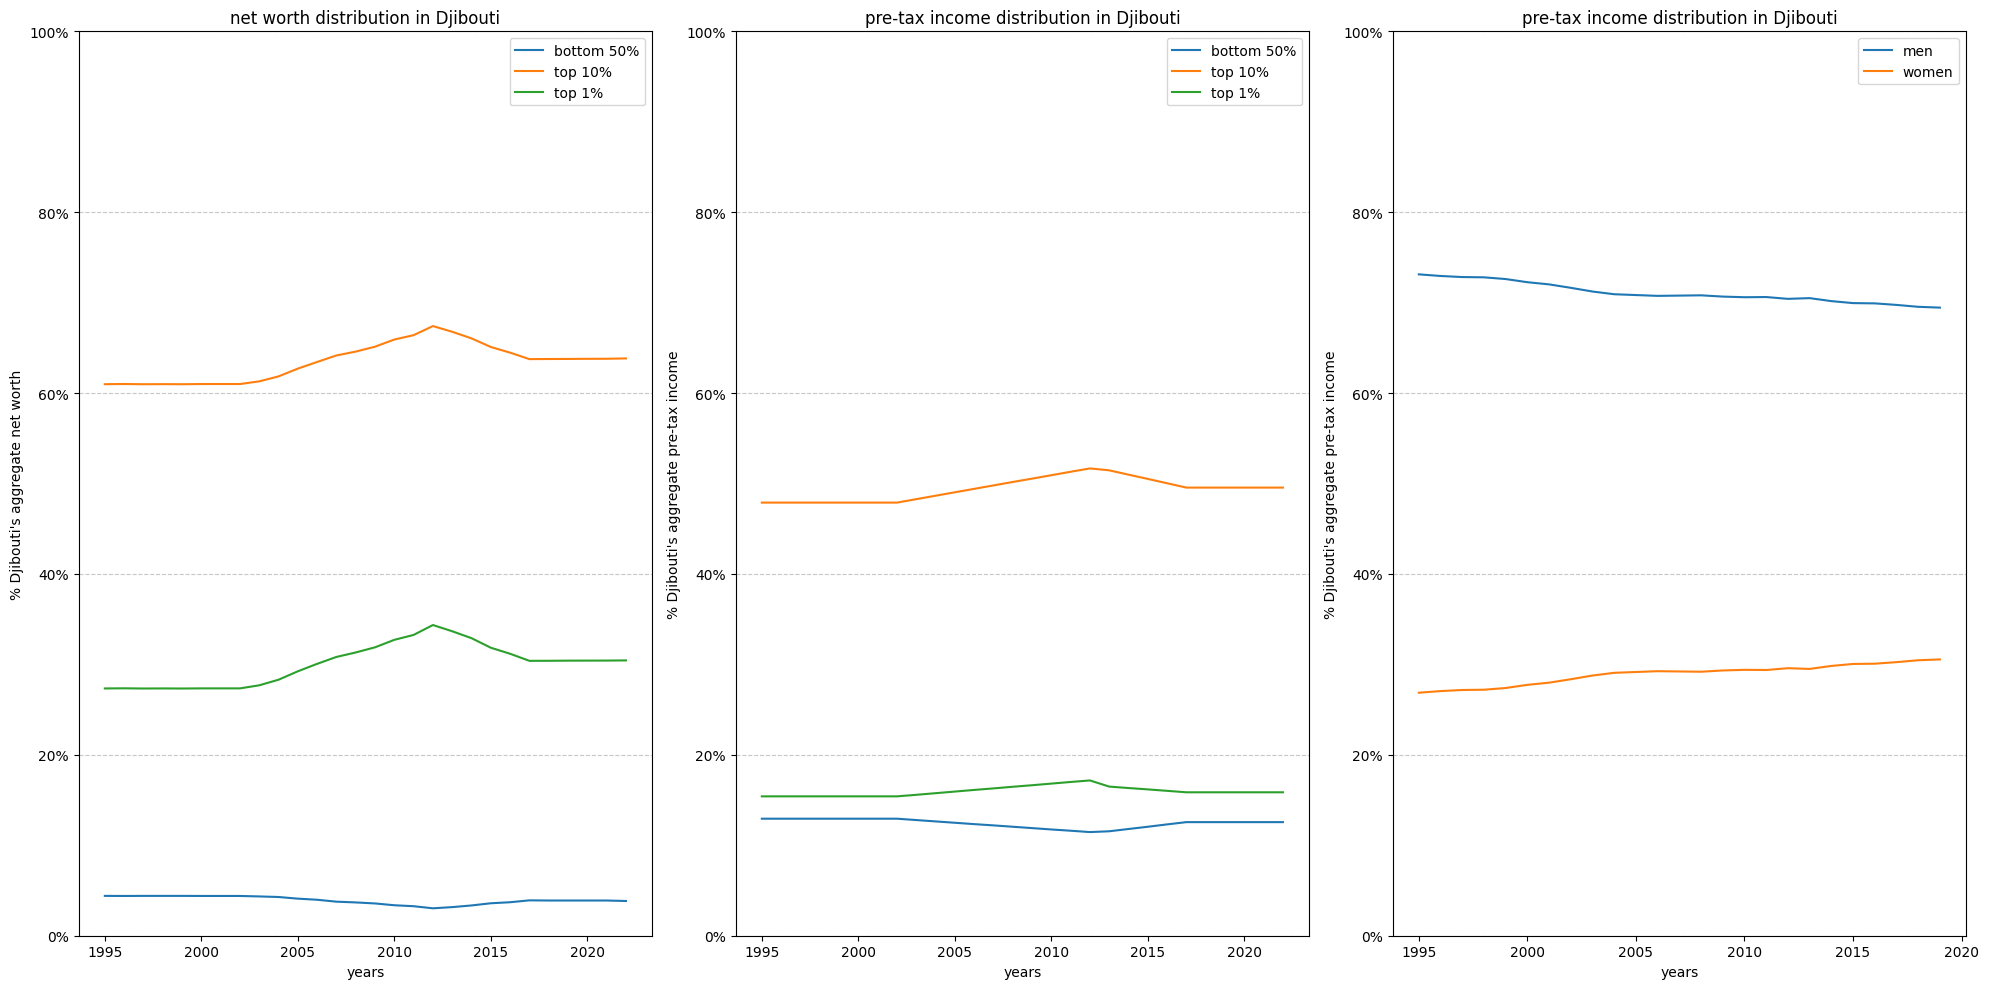 net worth distribution in Djibouti
100%
80%
60%
40%
20%
0%
% Djibouti's aggregate net worth
bottom 50%
top 10%
top 1%
1995 2000 2005 2010 2015 2020
years
pre-tax income distribution in Djibouti
100%
80%
60%
40%
20%
0%
% Djibouti's aggregate pre-tax income
bottom 50%
top 10%
top 1%
1995 2000 2005 2010 2015 2020
years
pre-tax income distribution in Djibouti
100%
80%
60%
40%
20%
0%
% Djibouti's aggregate pre-tax income
men
women
1995 2000 2005 2010 2015 2020
years